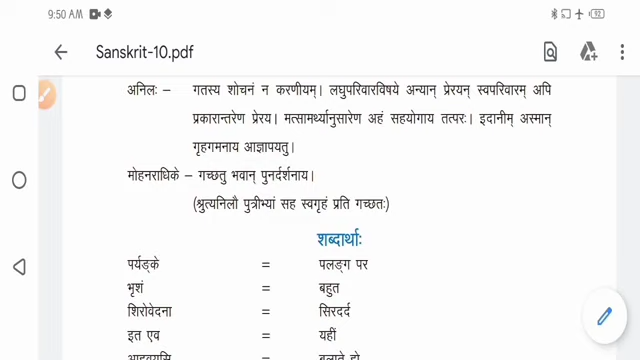 9:50 AM
92
Sanskrit-10.pdf
अनिलः – गतस्य शोचनं न करणीयम्। लघुपरिवारविषये अन्यान् प्रेरयन् स्वपरिवारम् अपि
प्रकारान्तरेण प्रेरय। मत्सामर्थ्यानुसारेण अहं सहयोगाय तत्परः। इदानीम् अस्मान्
गृहगमनाय आज्ञापयतु।
मोहनराधिके – गच्छतु भवान् पुनर्दर्शनाय।
(श्रुत्यनिलौ पुत्रीभ्यां सह स्वगृहं प्रति गच्छतः)
शब्दार्थाः
पर्यङ्के = पलङ्ग पर
भृशं = बहुत
शिरोवेदना = सिरदर्द
इत एव = यहीं
आह्वयसि = बुलाते हो